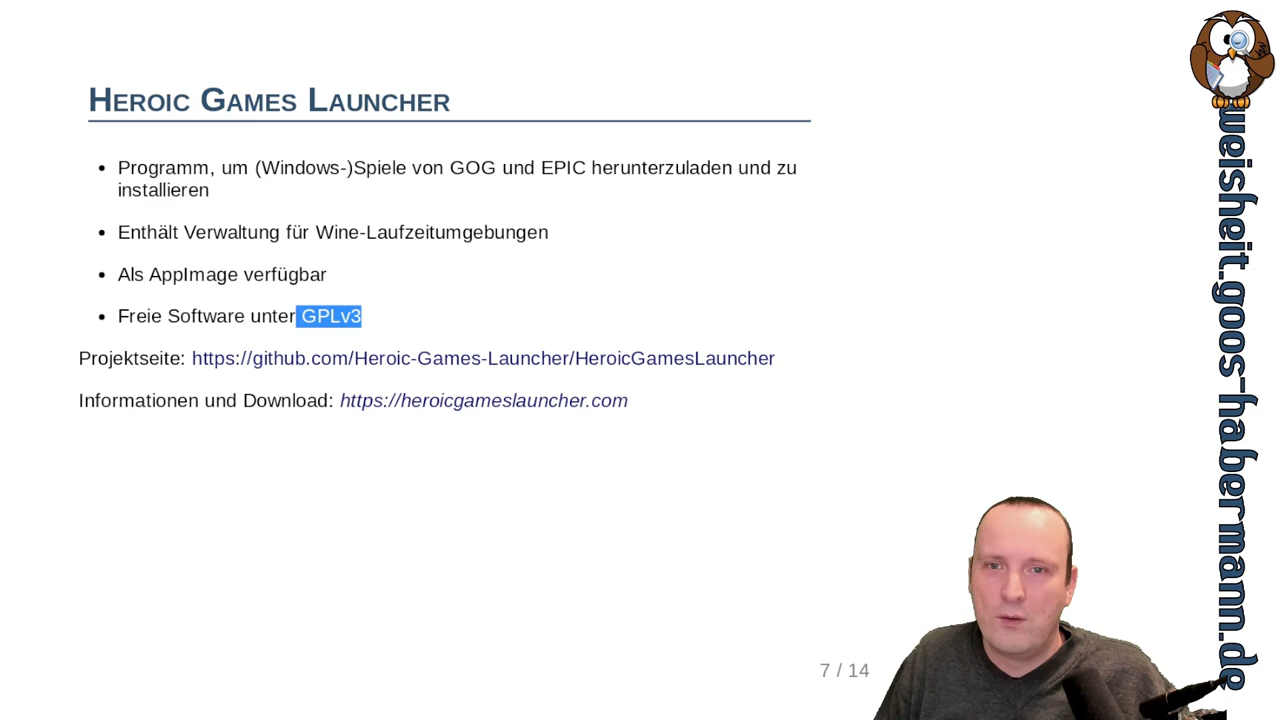 HEROIC GAMES LAUNCHER
• Programm, um (Windows-)Spiele von GOG und EPIC herunterzuladen und zu
installieren
• Enthält Verwaltung für Wine-Laufzeitumgebungen
• Als AppImage verfügbar
• Freie Software unter GPLv3
Projektseite: https://github.com/Heroic-Games-Launcher/HeroicGamesLauncher
Informationen und Download: https://heroicgameslauncher.com
7 / 14
weisheit.goos-habermann.de